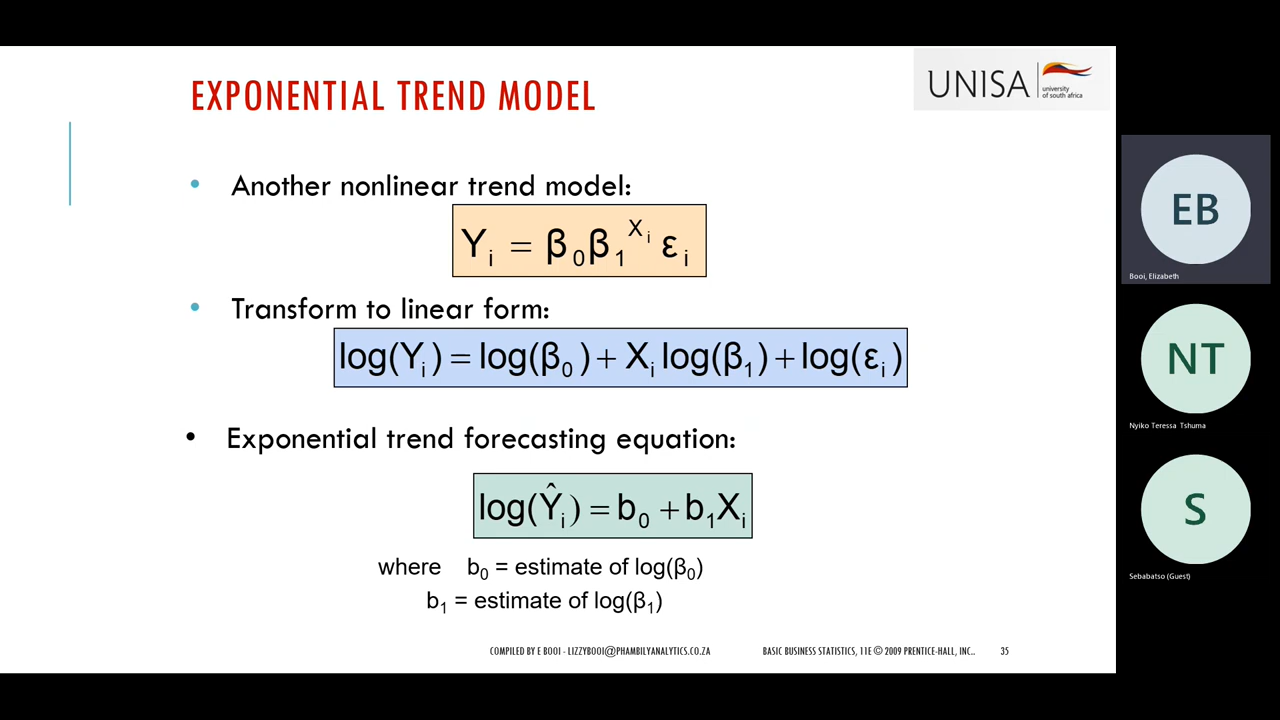 EXPONENTIAL TREND MODEL
UNISA
university
of south africa
• Another nonlinear trend model:
Yᵢ = β₀β₁^Xᵢ εᵢ
• Transform to linear form:
log(Yᵢ) = log(β₀) + Xᵢ log(β₁) + log(εᵢ)
• Exponential trend forecasting equation:
log(Ŷᵢ) = b₀ + b₁Xᵢ
where b₀ = estimate of log(β₀)
b₁ = estimate of log(β₁)
COMPILED BY E BOOI - LIZZYBOOI@PHAMBILYANALYTICS.CO.ZA
BASIC BUSINESS STATISTICS, 11E © 2009 PRENTICE-HALL, INC..
35
EB
Booi, Elizabeth
NT
Nyiko Teressa Tshuma
S
Sebabatso (Guest)